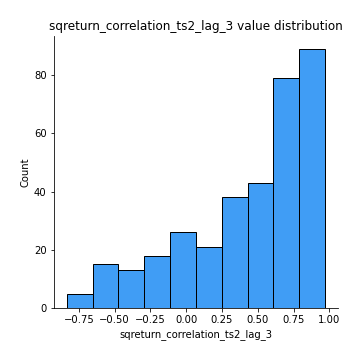 sqreturn_correlation_ts2_lag_3 value distribution
80
60
40
20
0
Count
−0.75 −0.50 −0.25 0.00 0.25 0.50 0.75 1.00
sqreturn_correlation_ts2_lag_3